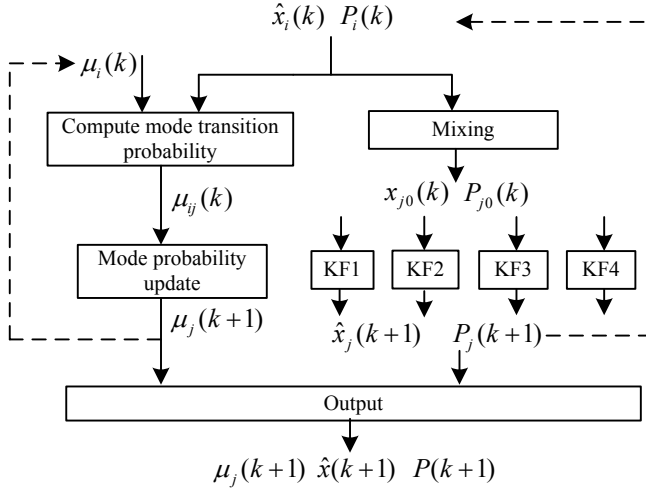 x̂ᵢ(k) Pᵢ(k)
μᵢ(k)
Compute mode transition
probability
Mixing
μᵢⱼ(k)
xⱼ₀(k) Pⱼ₀(k)
Mode probability
update
KF1 KF2 KF3 KF4
μⱼ(k+1)
x̂ⱼ(k+1) Pⱼ(k+1)
Output
μⱼ(k+1) x̂(k+1) P(k+1)